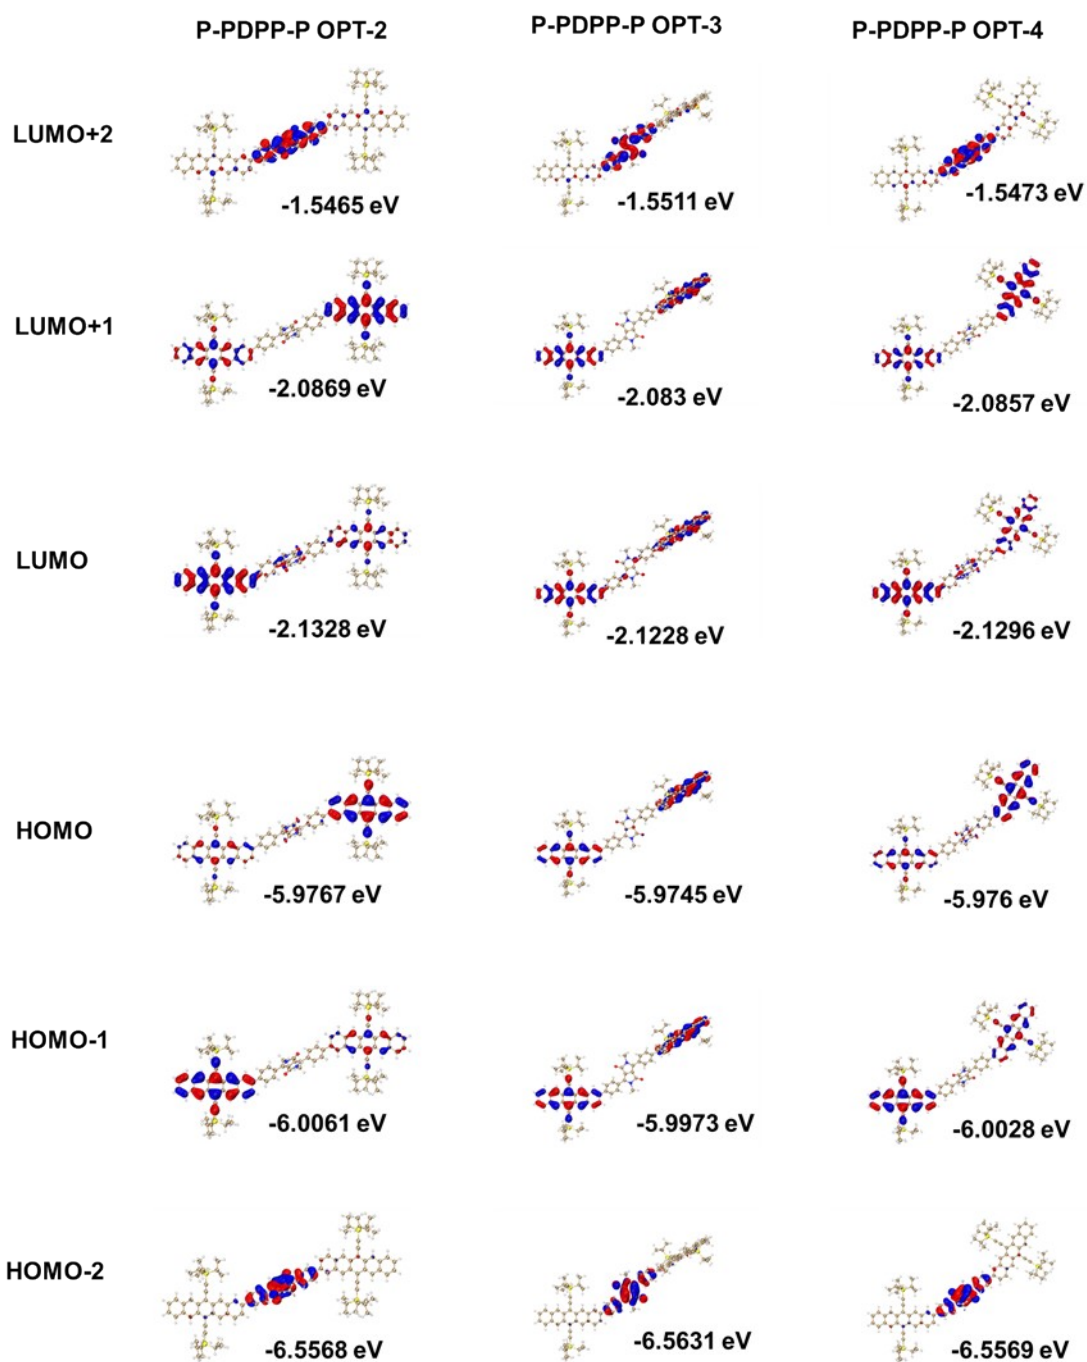 P-PDPP-P OPT-2 P-PDPP-P OPT-3 P-PDPP-P OPT-4
LUMO+2
-1.5465 eV -1.5511 eV -1.5473 eV
LUMO+1
-2.0869 eV -2.083 eV -2.0857 eV
LUMO
-2.1328 eV -2.1228 eV -2.1296 eV
HOMO
-5.9767 eV -5.9745 eV -5.976 eV
HOMO-1
-6.0061 eV -5.9973 eV -6.0028 eV
HOMO-2
-6.5568 eV -6.5631 eV -6.5569 eV